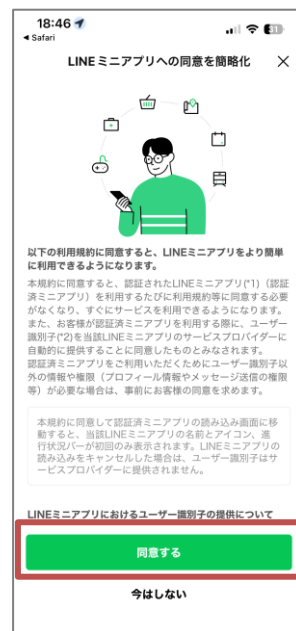 18:46
◀ Safari
LINEミニアプリへの同意を簡略化
以下の利用規約に同意すると、LINEミニアプリをより簡単
に利用できるようになります。
本規約に同意すると、認証されたLINEミニアプリ(*1)（認証
済ミニアプリ）を利用するたびに利用規約等に同意する必要
がなくなり、すぐにサービスを利用できるようになります。
また、お客様が認証済ミニアプリを利用する際に、ユーザー
識別子(*2)を当該LINEミニアプリのサービスプロバイダーに
自動的に提供することに同意したものとみなされます。
認証済ミニアプリをご利用いただくためにユーザー識別子以
外の情報や権限（プロフィール情報やメッセージ送信の権限
等）が必要な場合は、事前にお客様の同意を求めます。
本規約に同意して認証済ミニアプリの読み込み画面に移
動すると、当該LINEミニアプリの名前とアイコン、進
行状況バーが初回のみ表示されます。LINEミニアプリの
読み込みをキャンセルした場合は、ユーザー識別子はサ
ービスプロバイダーに提供されません。
LINEミニアプリにおけるユーザー識別子の提供について
同意する
今はしない